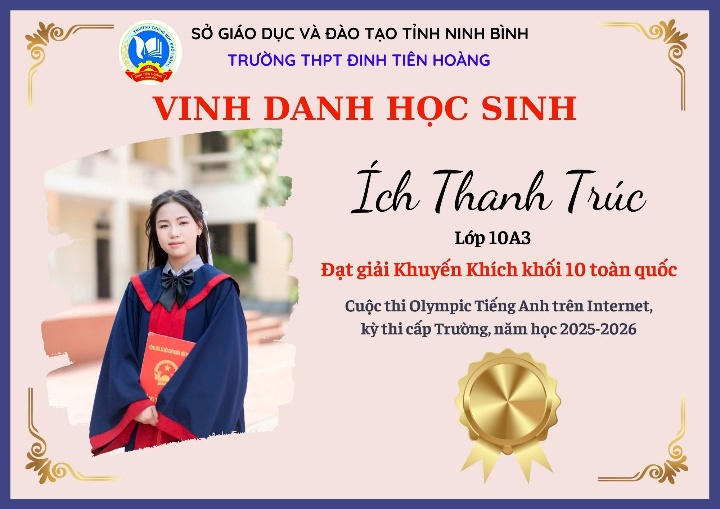 SỞ GIÁO DỤC VÀ ĐÀO TẠO TỈNH NINH BÌNH
TRƯỜNG THPT ĐINH TIÊN HOÀNG
VINH DANH HỌC SINH
Ích Thanh Trúc
Lớp 10A3
Đạt giải Khuyến Khích khối 10 toàn quốc
Cuộc thi Olympic Tiếng Anh trên Internet,
kỳ thi cấp Trường, năm học 2025-2026